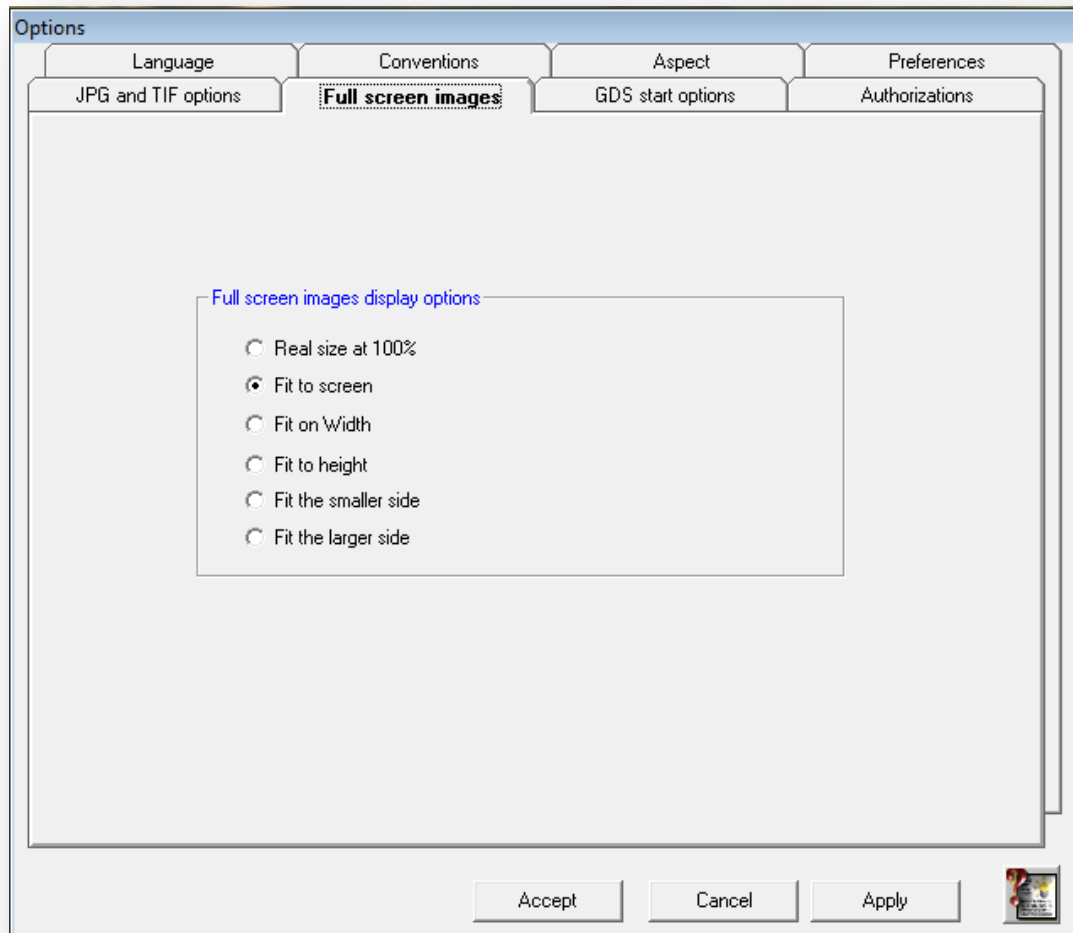 Options
Language Conventions Aspect Preferences
JPG and TIF options Full screen images GDS start options Authorizations
Full screen images display options
Real size at 100%
Fit to screen
Fit on Width
Fit to height
Fit the smaller side
Fit the larger side
Accept Cancel Apply